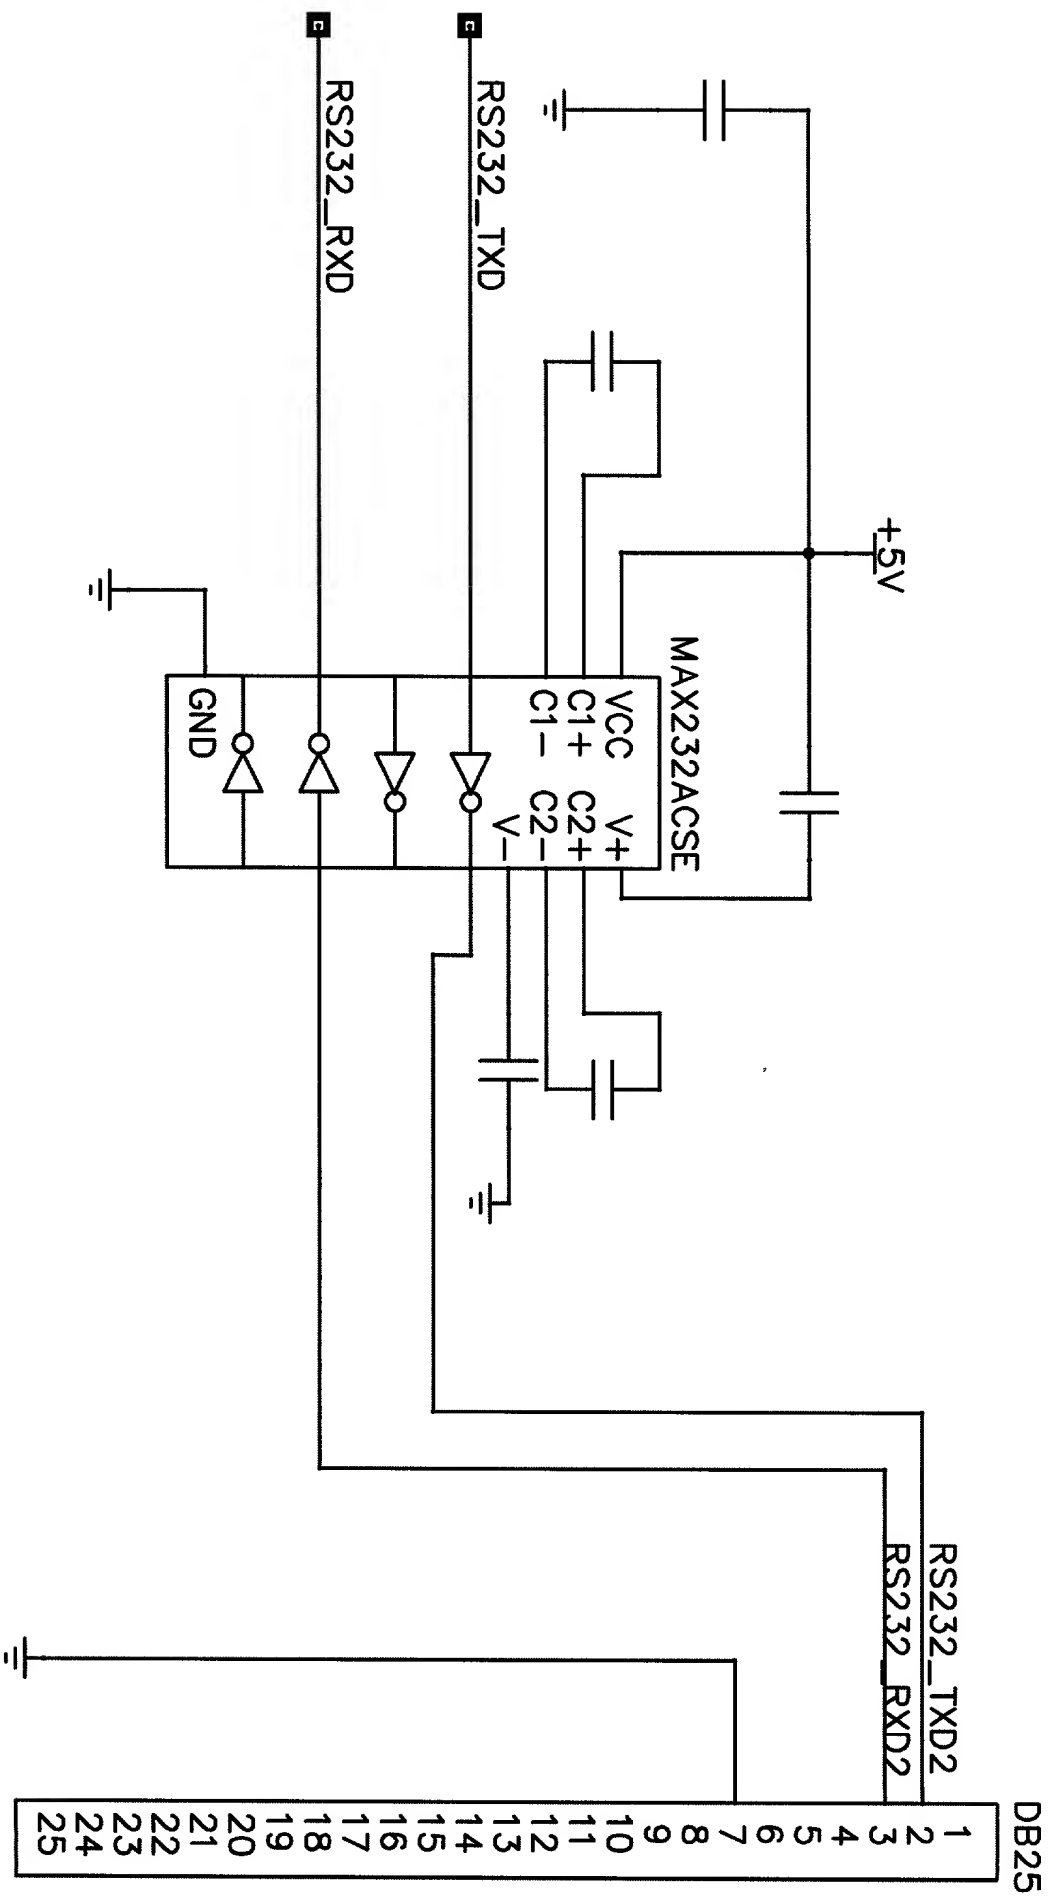 +5V
MAX232ACSE
VCC
V+
C1+
C2+
C1-
C2-
V-
RS232_TXD
RS232_RXD
GND
RS232_TXD2
RS232_RXD2
DB25
1
2
3
4
5
6
7
8
9
10
11
12
13
14
15
16
17
18
19
20
21
22
23
24
25
C
C